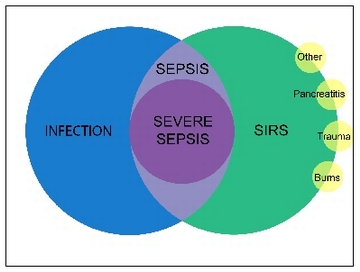 SEPSIS
INFECTION
SEVERE
SEPSIS
SIRS
Other
Pancreatitis
Trauma
Burns